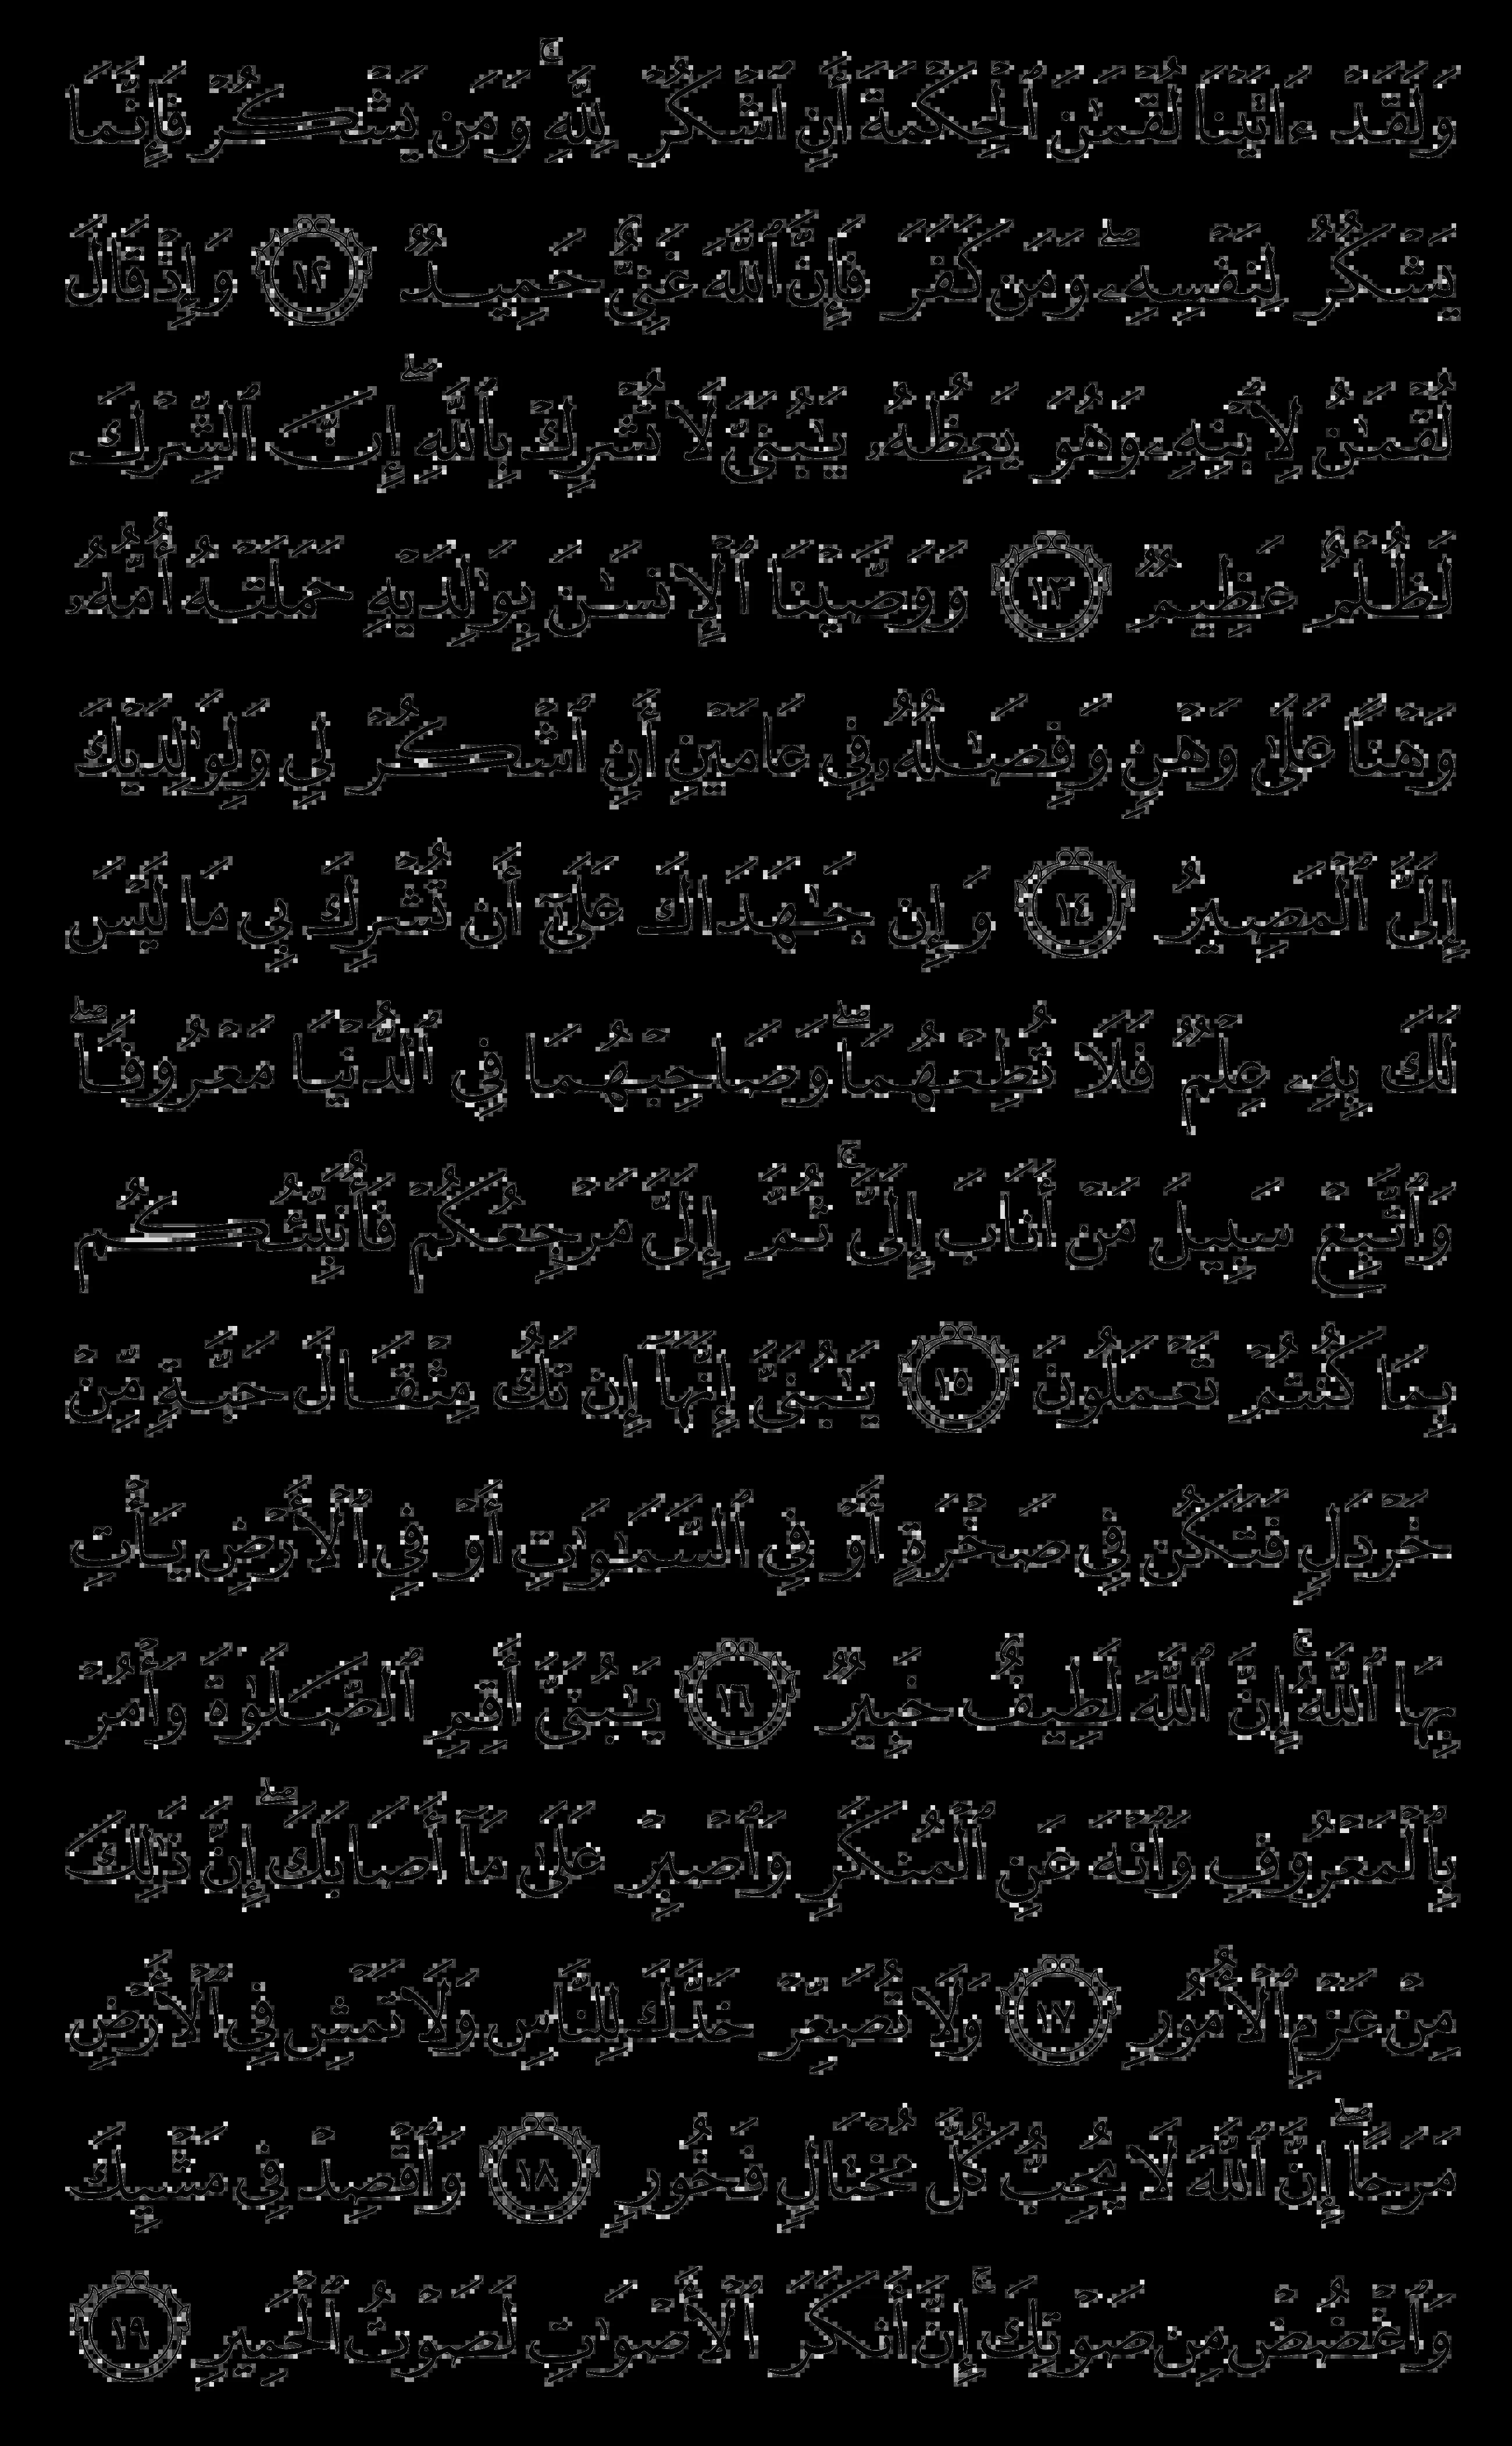 وَلَقَدْ ءَاتَيْنَا لُقْمَـٰنَ ٱلْحِكْمَةَ أَنِ ٱشْكُرْ لِلَّهِ ۚ وَمَن يَشْكُرْ فَإِنَّمَا
يَشْكُرُ لِنَفْسِهِۦ ۖ وَمَن كَفَرَ فَإِنَّ ٱللَّهَ غَنِىٌّ حَمِيدٌ ١٢ وَإِذْ قَالَ
لُقْمَـٰنُ لِٱبْنِهِۦ وَهُوَ يَعِظُهُۥ يَـٰبُنَىَّ لَا تُشْرِكْ بِٱللَّهِ ۖ إِنَّ ٱلشِّرْكَ
لَظُلْمٌ عَظِيمٌ ١٣ وَوَصَّيْنَا ٱلْإِنسَـٰنَ بِوَٰلِدَيْهِ حَمَلَتْهُ أُمُّهُۥ
وَهْنًا عَلَىٰ وَهْنٍ وَفِصَـٰلُهُۥ فِى عَامَيْنِ أَنِ ٱشْكُرْ لِى وَلِوَٰلِدَيْكَ
إِلَىَّ ٱلْمَصِيرُ ١٤ وَإِن جَـٰهَدَاكَ عَلَىٰٓ أَن تُشْرِكَ بِى مَا لَيْسَ
لَكَ بِهِۦ عِلْمٌ فَلَا تُطِعْهُمَا ۖ وَصَاحِبْهُمَا فِى ٱلدُّنْيَا مَعْرُوفًا ۖ
وَٱتَّبِعْ سَبِيلَ مَنْ أَنَابَ إِلَىَّ ۚ ثُمَّ إِلَىَّ مَرْجِعُكُمْ فَأُنَبِّئُكُم
بِمَا كُنتُمْ تَعْمَلُونَ ١٥ يَـٰبُنَىَّ إِنَّهَآ إِن تَكُ مِثْقَالَ حَبَّةٍ مِّنْ
خَرْدَلٍ فَتَكُن فِى صَخْرَةٍ أَوْ فِى ٱلسَّمَـٰوَٰتِ أَوْ فِى ٱلْأَرْضِ يَأْتِ
بِهَا ٱللَّهُ ۚ إِنَّ ٱللَّهَ لَطِيفٌ خَبِيرٌ ١٦ يَـٰبُنَىَّ أَقِمِ ٱلصَّلَوٰةَ وَأْمُرْ
بِٱلْمَعْرُوفِ وَٱنْهَ عَنِ ٱلْمُنكَرِ وَٱصْبِرْ عَلَىٰ مَآ أَصَابَكَ ۖ إِنَّ ذَٰلِكَ
مِنْ عَزْمِ ٱلْأُمُورِ ١٧ وَلَا تُصَعِّرْ خَدَّكَ لِلنَّاسِ وَلَا تَمْشِ فِى ٱلْأَرْضِ
مَرَحًا ۖ إِنَّ ٱللَّهَ لَا يُحِبُّ كُلَّ مُخْتَالٍ فَخُورٍ ١٨ وَٱقْصِدْ فِى مَشْيِكَ
وَٱغْضُضْ مِن صَوْتِكَ ۚ إِنَّ أَنكَرَ ٱلْأَصْوَٰتِ لَصَوْتُ ٱلْحَمِيرِ ١٩